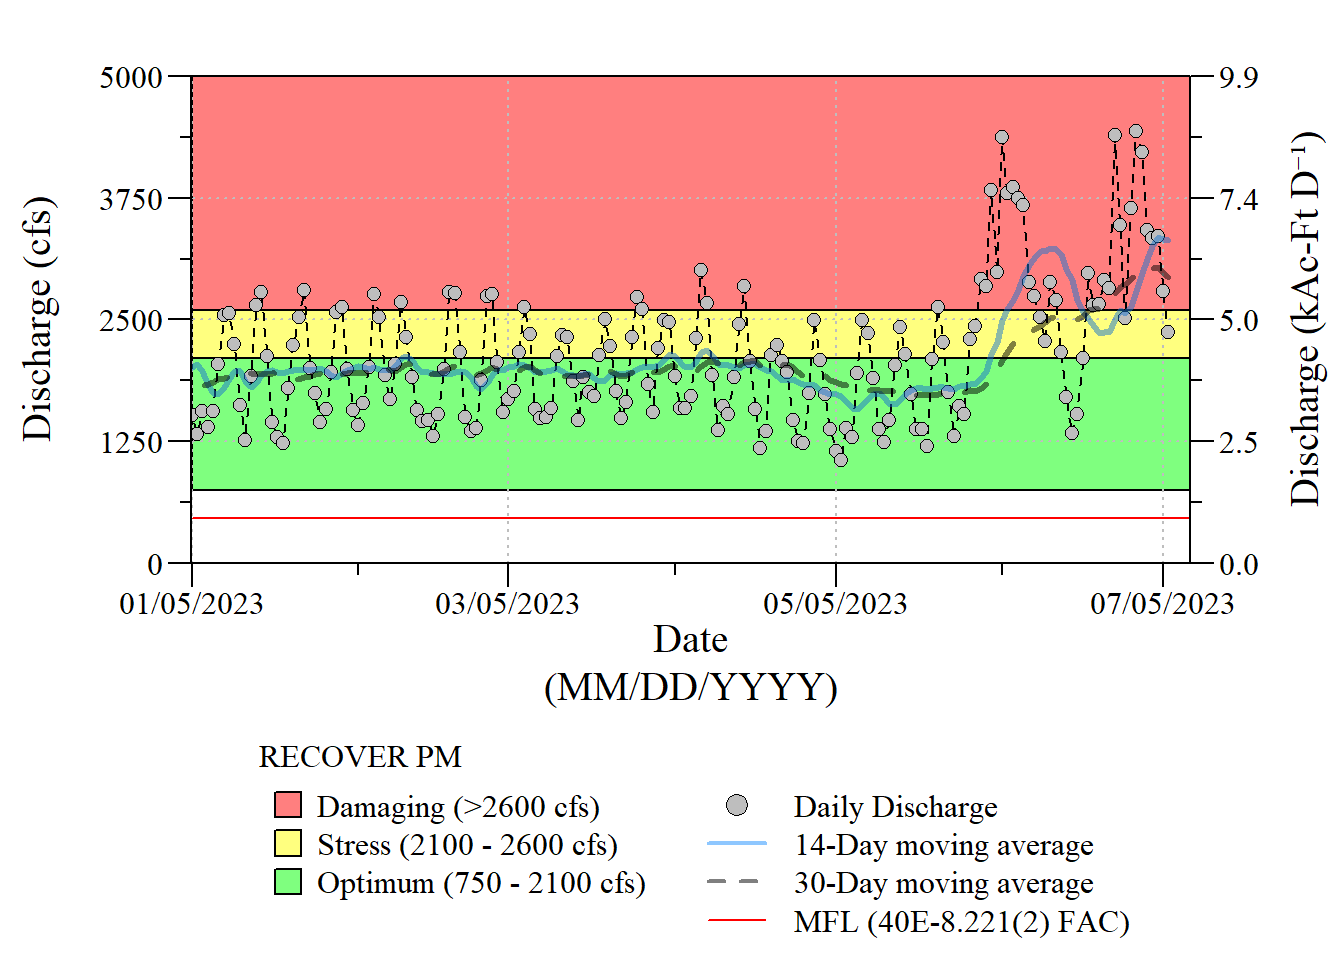 5000
3750
2500
1250
0
Discharge (cfs)
9.9
7.4
5.0
2.5
0.0
Discharge (kAc-Ft D⁻¹)
01/05/2023 03/05/2023 05/05/2023 07/05/2023
Date
(MM/DD/YYYY)
RECOVER PM
Damaging (>2600 cfs)
Stress (2100 - 2600 cfs)
Optimum (750 - 2100 cfs)
Daily Discharge
14-Day moving average
30-Day moving average
MFL (40E-8.221(2) FAC)